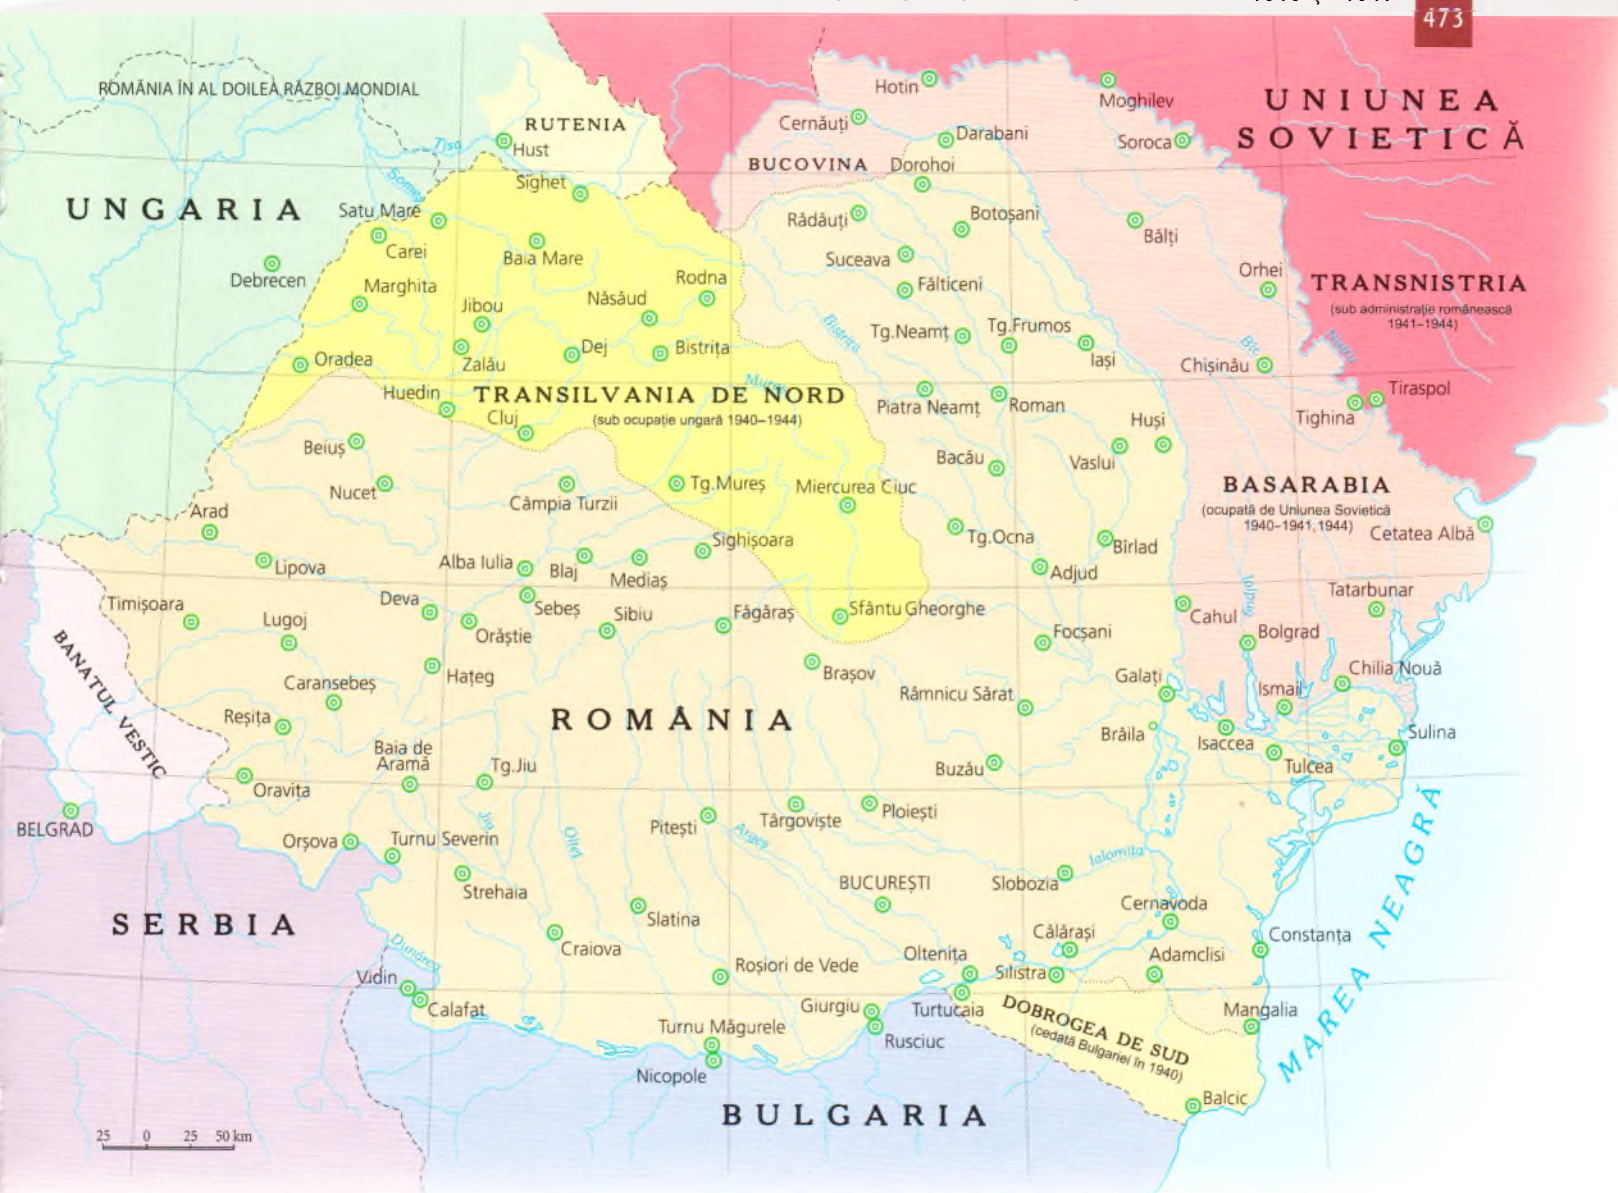 473
ROMÂNIA ÎN AL DOILEA RĂZBOI MONDIAL
UNIUNEA
SOVIETICĂ
Hotin
Moghilev
Cernăuți
Darabani
Soroca
RUTENIA
Hust
Tisa
BUCOVINA
Dorohoi
Sighet
Someș
UNGARIA
Satu Mare
Carei
Baia Mare
Rădăuți
Botoșani
Bălți
Suceava
Debrecen
Marghita
Rodna
Fălticeni
Orhei
TRANSNISTRIA
(sub administrație românească
1941–1944)
Jibou
Năsăud
Tg.Neamț
Tg.Frumos
Bistrița
Nistru
Oradea
Zalău
Dej
Bistrița
Iași
Bîc
Chișinău
Tiraspol
Tighina
Huedin
TRANSILVANIA DE NORD
(sub ocupație ungară 1940–1944)
Mureș
Cluj
Piatra Neamț
Roman
Huși
Beiuș
Bacău
Vaslui
Nucet
Câmpia Turzii
Tg.Mureș
Miercurea Ciuc
BASARABIA
(ocupată de Uniunea Sovietică
1940–1941, 1944)
Cetatea Albă
Arad
Sighișoara
Tg.Ocna
Bîrlad
Lipova
Alba Iulia
Blaj
Mediaș
Adjud
Ialpug
Timișoara
Lugoj
Deva
Orăștie
Sebeș
Sibiu
Făgăraș
Sfântu Gheorghe
Tatarbunar
Cahul
Bolgrad
Focșani
BANATUL VESTIC
Hațeg
Brașov
Galați
Chilia Nouă
Caransebeș
Râmnicu Sărat
Ismail
Reșița
ROMÂNIA
Brăila
Isaccea
Sulina
Tulcea
Baia de
Aramă
Tg.Jiu
Buzău
Oravița
BELGRAD
Orșova
Turnu Severin
Jiu
Olteț
Pitești
Târgoviște
Ploiești
Argeș
Ialomița
MAREA NEAGRĂ
Strehaia
BUCUREȘTI
Slobozia
Cernavoda
SERBIA
Slatina
Craiova
Călărași
Constanța
Dunărea
Vidin
Calafat
Roșiori de Vede
Oltenița
Silistra
Adamclisi
Giurgiu
Turtucaia
DOBROGEA DE SUD
(cedată Bulgariei în 1940)
Mangalia
Turnu Măgurele
Rusciuc
Nicopole
Balcic
BULGARIA
25 0 25 50 km